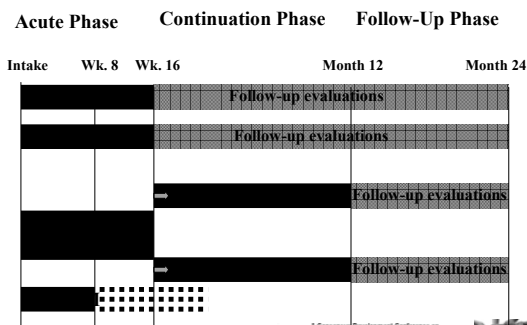 Acute Phase Continuation Phase Follow-Up Phase
Intake Wk. 8 Wk. 16 Month 12 Month 24
Follow-up evaluations
Follow-up evaluations
Follow-up evaluations
Follow-up evaluations